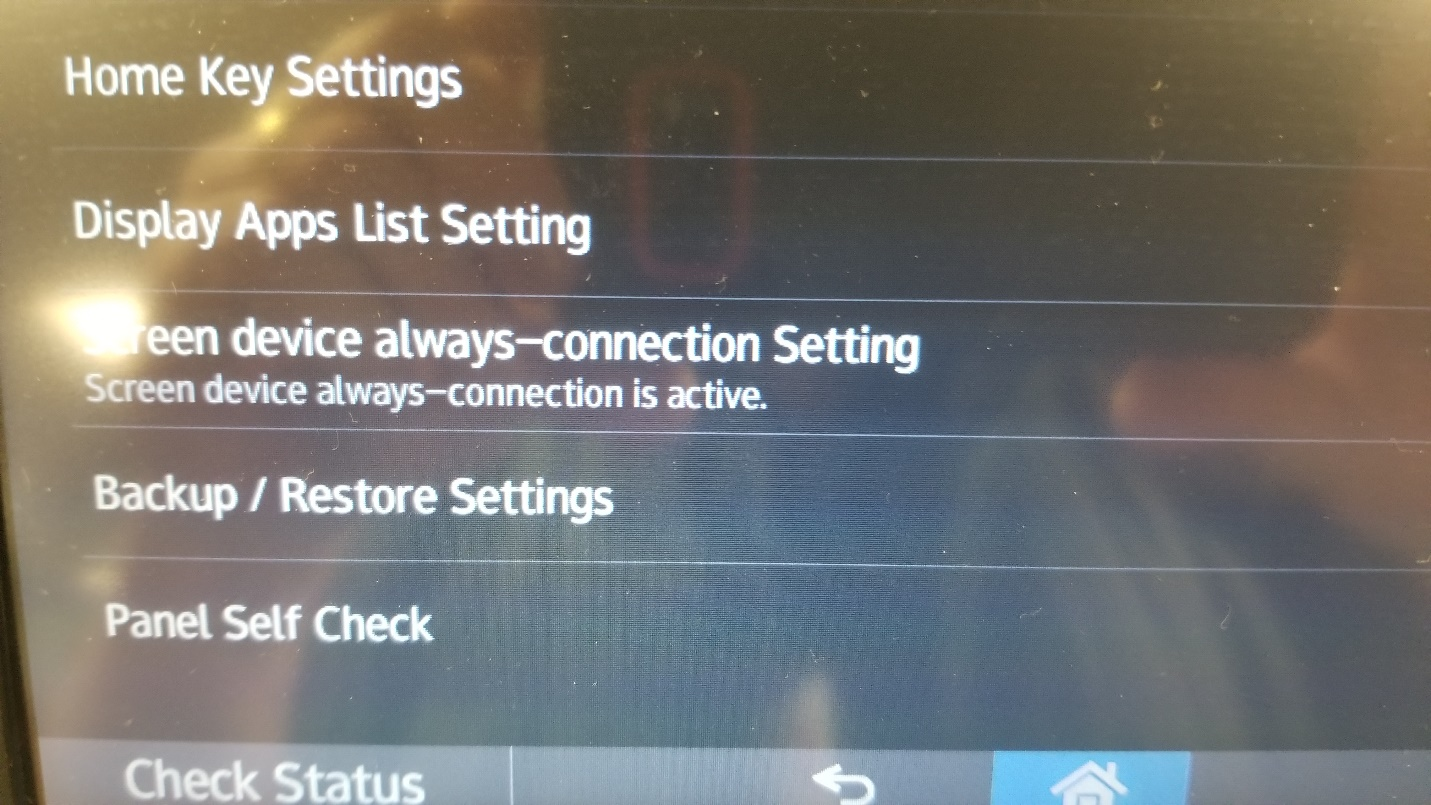 Home Key Settings
Display Apps List Setting
Screen device always-connection Setting
Screen device always-connection is active.
Backup / Restore Settings
Panel Self Check
Check Status